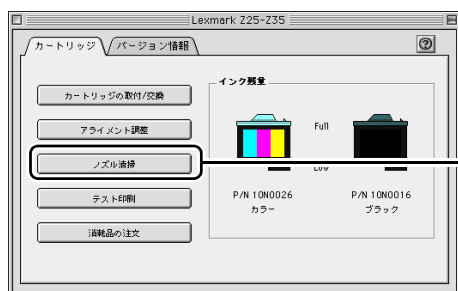 Lexmark Z25-Z35
カートリッジ
バージョン情報
?
カートリッジの取付/交換
アライメント調整
ノズル清掃
テスト印刷
消耗品の注文
インク残量
Full
Low
P/N 10N0026
カラー
P/N 10N0016
ブラック